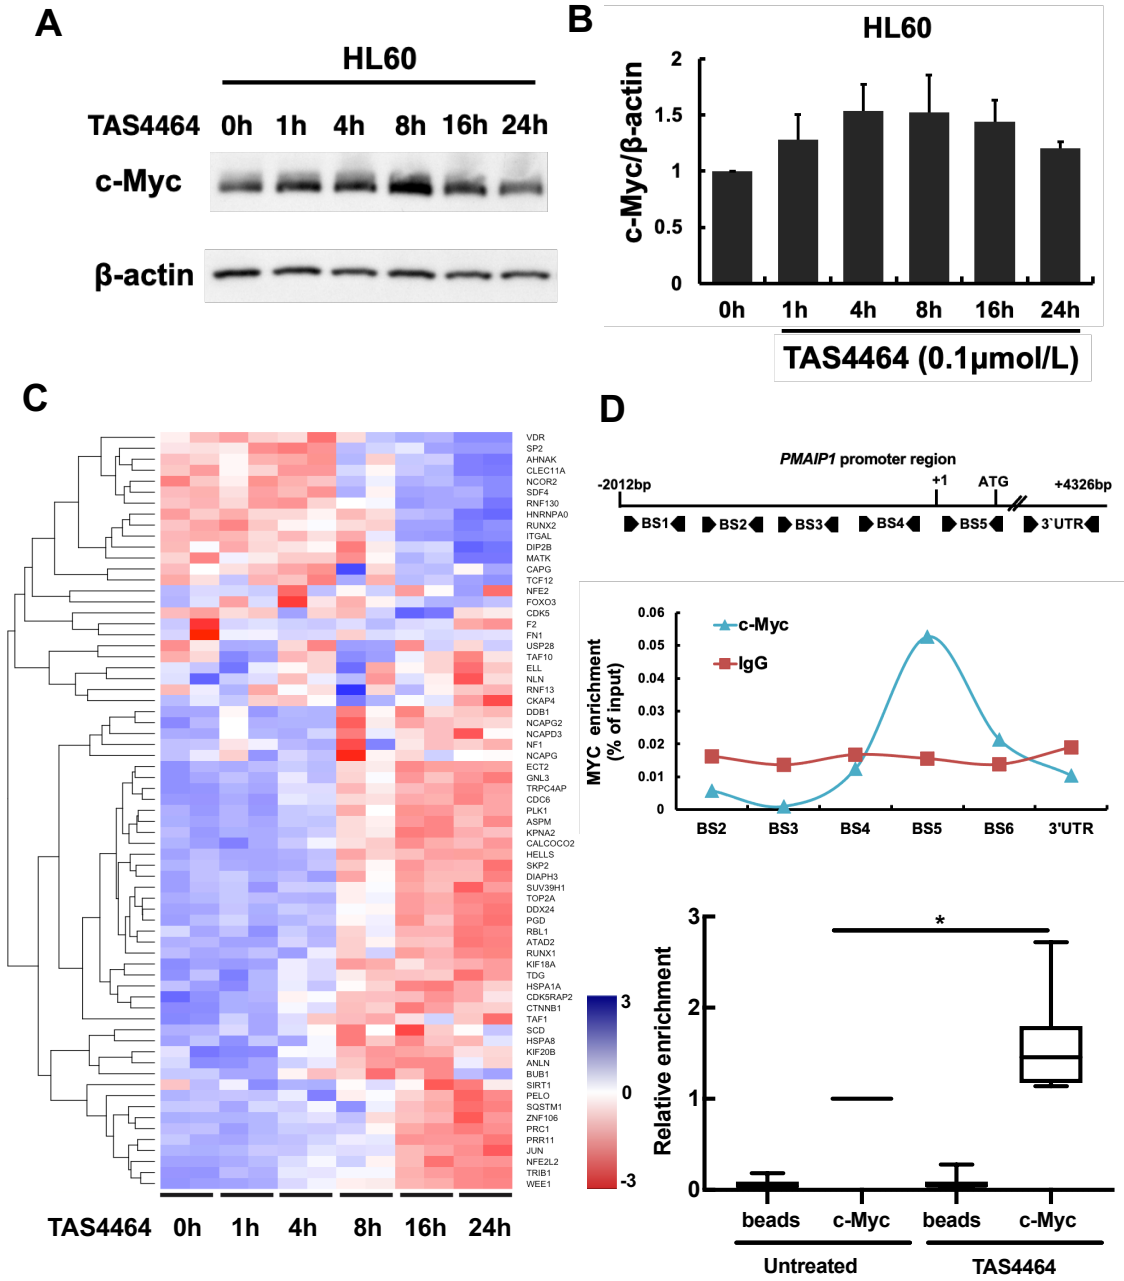 A
HL60
TAS4464 0h 1h 4h 8h 16h 24h
c-Myc
β-actin
B
HL60
c-Myc/β-actin
2
1.5
1
0.5
0
0h 1h 4h 8h 16h 24h
TAS4464 (0.1μmol/L)
C
VDR
SP2
AHNAK
CLEC11A
NCOR2
SDF4
RNF130
HNRNPA0
RUNX2
ITGAL
DIP2B
MATK
CAPG
TCF12
NFE2
FOXO3
CDK5
F2
FN1
USP28
TAF10
ELL
NLN
RNF13
CKAP4
DDB1
NCAPG2
NCAPD3
NF1
NCAPG
ECT2
GNL3
TRPC4AP
CDC6
PLK1
ASPM
KPNA2
CALCOCO2
HELLS
SKP2
DIAPH3
SUV39H1
TOP2A
DDX24
PGD
RBL1
ATAD2
RUNX1
KIF18A
TDG
HSPA1A
CDK5RAP2
CTNNB1
TAF1
SCD
HSPA8
KIF20B
ANLN
BUB1
SIRT1
PELO
SQSTM1
ZNF106
PRC1
PRR11
JUN
NFE2L2
TRIB1
WEE1
3
0
-3
TAS4464 0h 1h 4h 8h 16h 24h
D
PMAIP1 promoter region
-2012bp +1 ATG +4326bp
BS1 BS2 BS3 BS4 BS5 3`UTR
MYC enrichment
(% of input)
0.06
0.05
0.04
0.03
0.02
0.01
0
c-Myc
IgG
BS2 BS3 BS4 BS5 BS6 3'UTR
Relative enrichment
3
2
1
0
*
beads c-Myc beads c-Myc
Untreated TAS4464